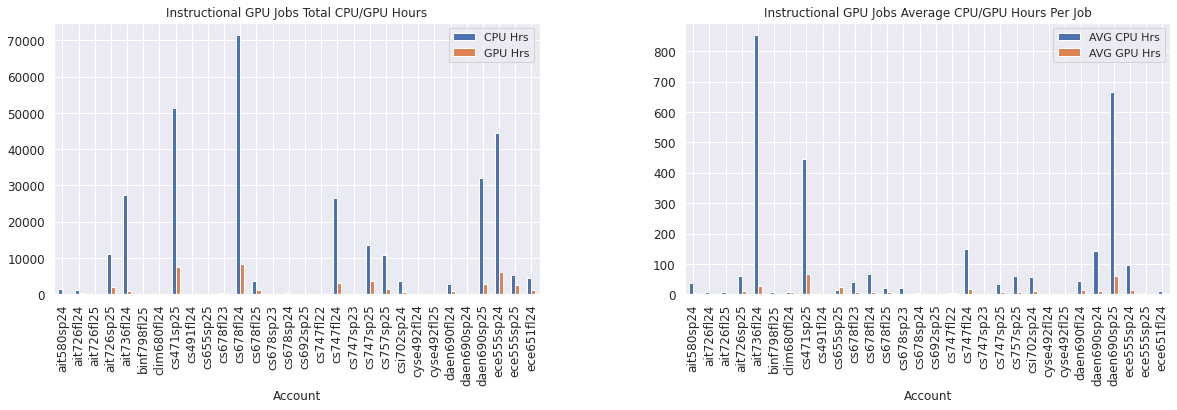 Instructional GPU Jobs Total CPU/GPU Hours
CPU Hrs
GPU Hrs
70000
60000
50000
40000
30000
20000
10000
0
ait580sp24
ait726fl24
ait726fl25
ait726sp25
ait736fl24
binf798fl25
clim680fl24
cs471sp25
cs491fl24
cs655sp25
cs678fl23
cs678fl24
cs678fl25
cs678sp23
cs678sp24
cs692sp25
cs747fl22
cs747fl24
cs747sp23
cs747sp25
cs757sp25
csi702sp24
cyse492fl24
cyse492fl25
daen690fl24
daen690sp24
daen690sp25
ece555sp24
ece555sp25
ece651fl24
Account
Instructional GPU Jobs Average CPU/GPU Hours Per Job
AVG CPU Hrs
AVG GPU Hrs
800
700
600
500
400
300
200
100
0
ait580sp24
ait726fl24
ait726fl25
ait726sp25
ait736fl24
binf798fl25
clim680fl24
cs471sp25
cs491fl24
cs655sp25
cs678fl23
cs678fl24
cs678fl25
cs678sp23
cs678sp24
cs692sp25
cs747fl22
cs747fl24
cs747sp23
cs747sp25
cs757sp25
csi702sp24
cyse492fl24
cyse492fl25
daen690fl24
daen690sp24
daen690sp25
ece555sp24
ece555sp25
ece651fl24
Account